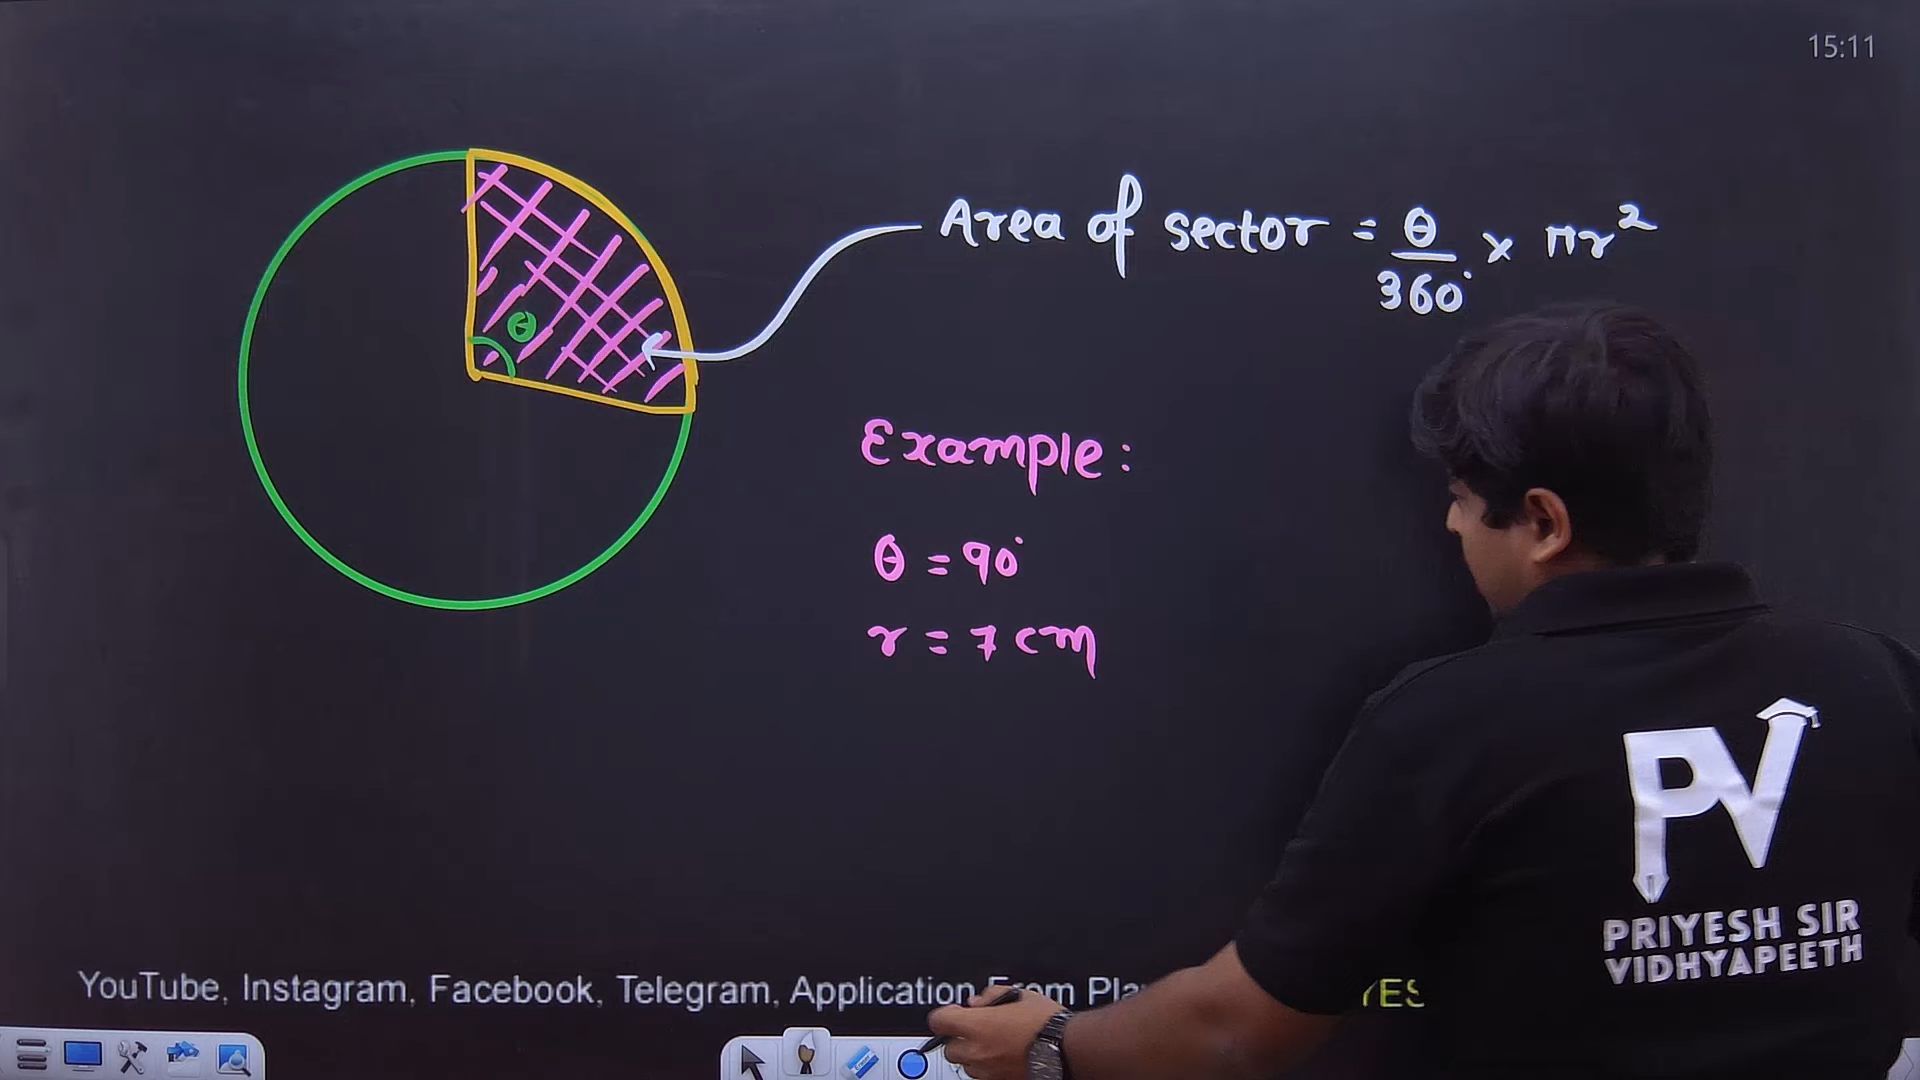 15:11
Area of sector = θ/360° × πr²
θ
Example:
θ = 90°
r = 7 cm
PV
PRIYESH SIR
VIDHYAPEETH
YouTube, Instagram, Facebook, Telegram, Application From